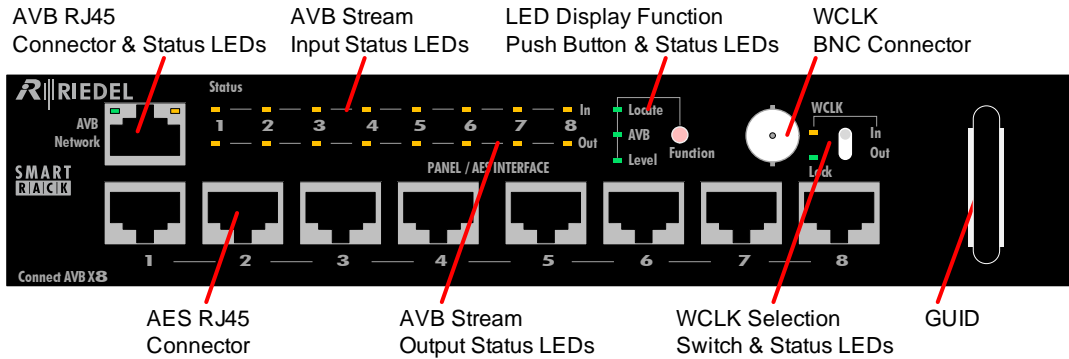 AVB RJ45
Connector & Status LEDs
AVB Stream
Input Status LEDs
LED Display Function
Push Button & Status LEDs
WCLK
BNC Connector
RIEDEL
Status
In
1 2 3 4 5 6 7 8
Out
Locate
AVB
Level
Function
WCLK
In
Out
Lock
AVB
Network
SMART
RACK
PANEL / AES INTERFACE
1 2 3 4 5 6 7 8
Connect AVB X8
AES RJ45
Connector
AVB Stream
Output Status LEDs
WCLK Selection
Switch & Status LEDs
GUID